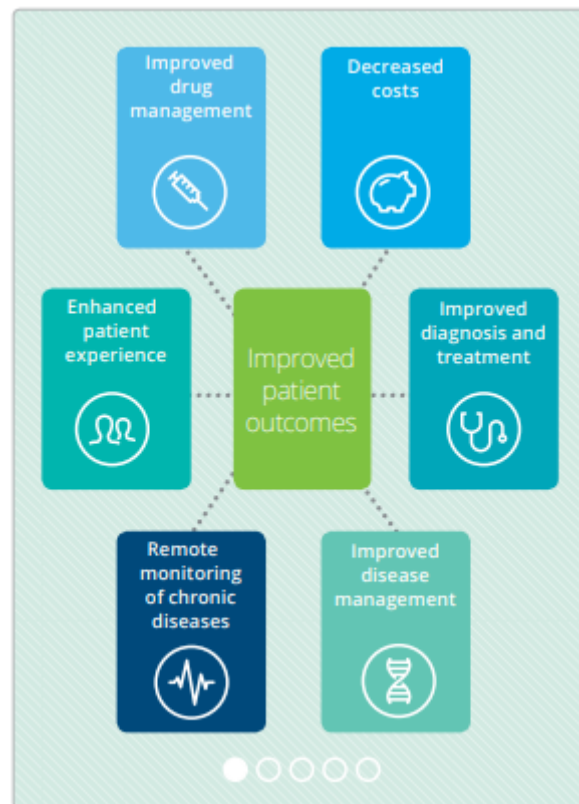 Improved
drug
management
Decreased
costs
Enhanced
patient
experience
Improved
patient
outcomes
Improved
diagnosis and
treatment
Remote
monitoring
of chronic
diseases
Improved
disease
management